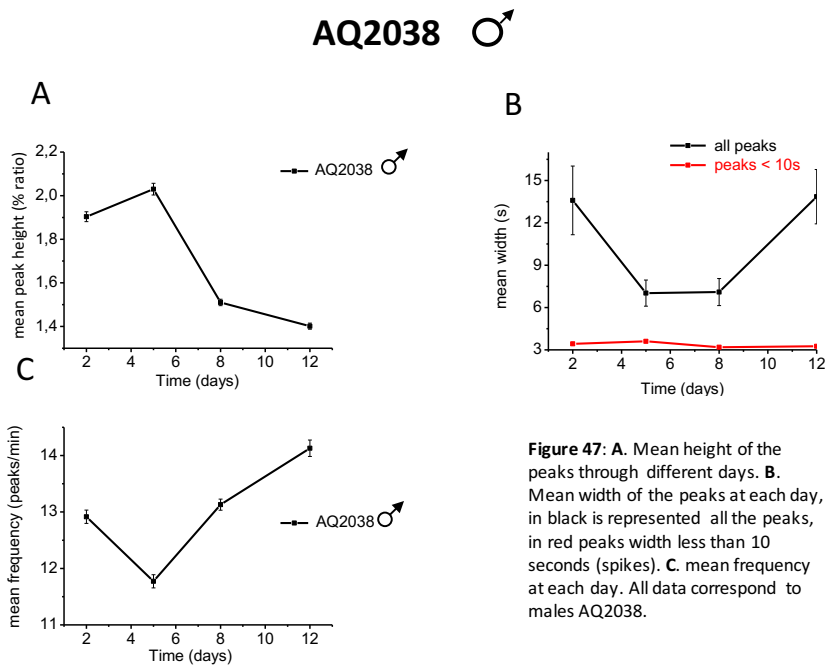 AQ2038
A
2,2
2,0
1,8
1,6
1,4
mean peak height (% ratio)
2 4 6 8 10 12
Time (days)
AQ2038
B
all peaks
peaks < 10s
15
12
9
6
3
mean width (s)
2 4 6 8 10 12
Time (days)
C
14
13
12
11
mean frequency (peaks/min)
2 4 6 8 10 12
Time (days)
AQ2038
Figure 47: A. Mean height of the
peaks through different days. B.
Mean width of the peaks at each day,
in black is represented all the peaks,
in red peaks width less than 10
seconds (spikes). C. mean frequency
at each day. All data correspond to
males AQ2038.